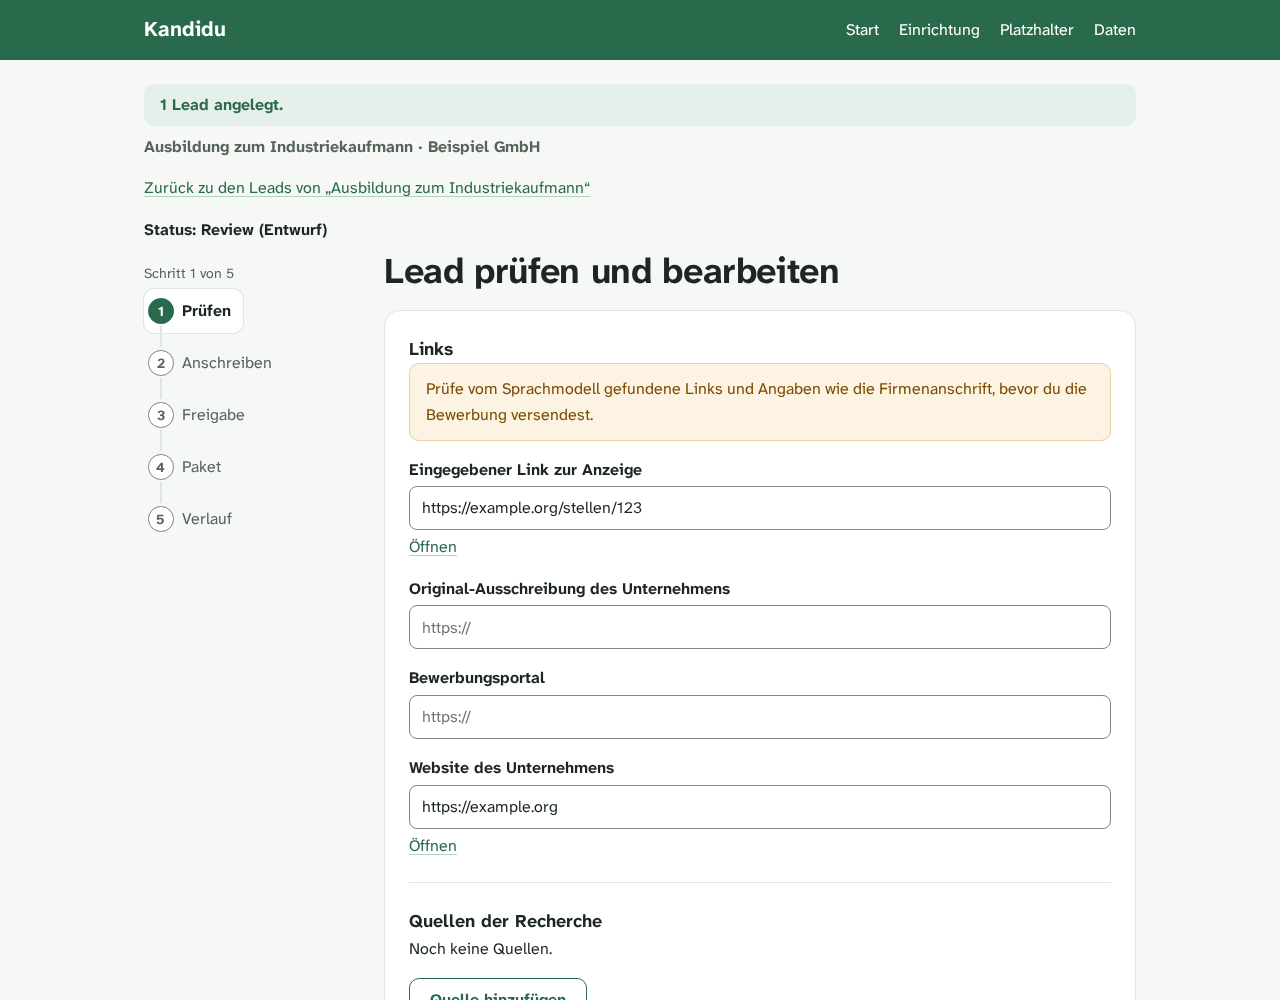 Kandidu
Start Einrichtung Platzhalter Daten
1 Lead angelegt.
Ausbildung zum Industriekaufmann · Beispiel GmbH
Zurück zu den Leads von „Ausbildung zum Industriekaufmann“
Status: Review (Entwurf)
Schritt 1 von 5
1 Prüfen
2 Anschreiben
3 Freigabe
4 Paket
5 Verlauf
Lead prüfen und bearbeiten
Links
Prüfe vom Sprachmodell gefundene Links und Angaben wie die Firmenanschrift, bevor du die
Bewerbung versendest.
Eingegebener Link zur Anzeige
https://example.org/stellen/123
Öffnen
Original-Ausschreibung des Unternehmens
https://
Bewerbungsportal
https://
Website des Unternehmens
https://example.org
Öffnen
Quellen der Recherche
Noch keine Quellen.
Quelle hinzufügen